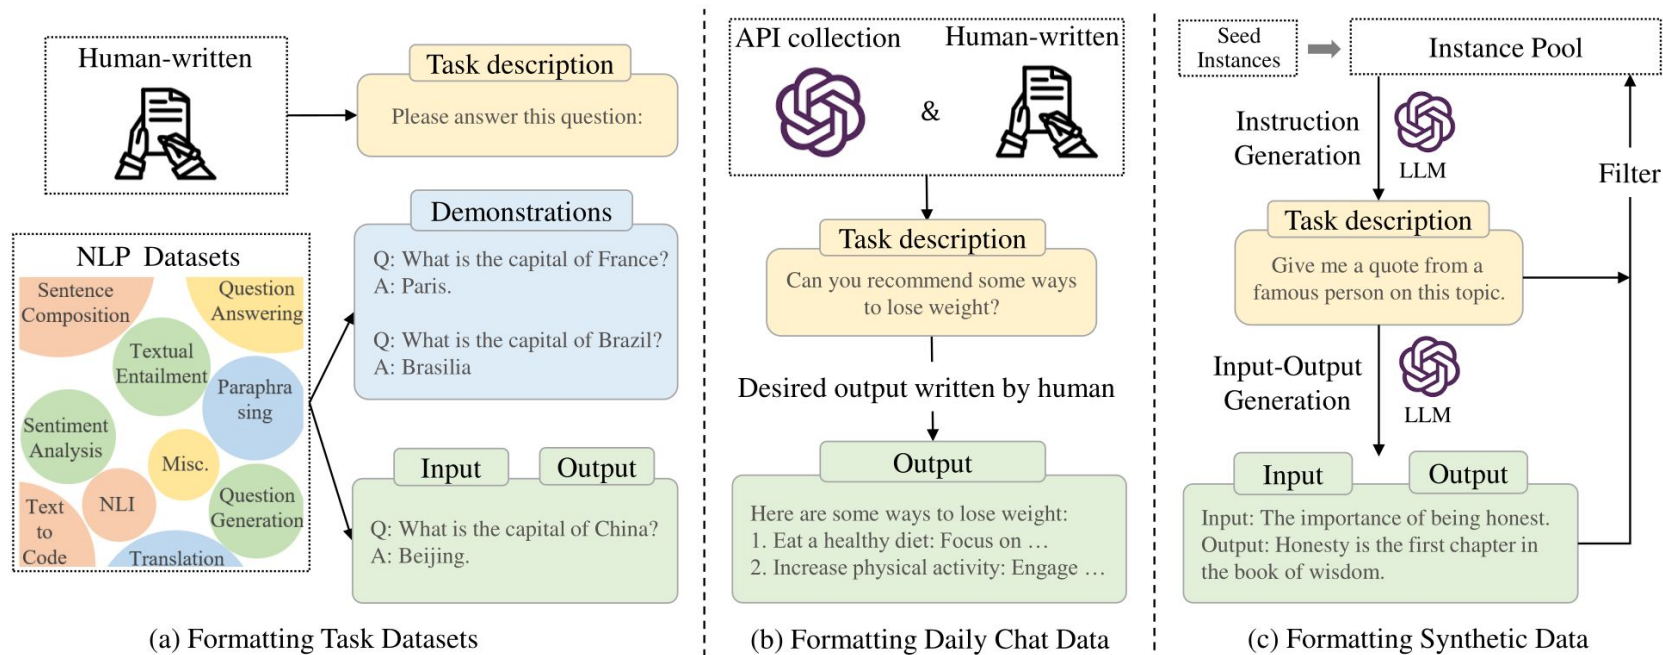 Human-written
Task description
Please answer this question:
Demonstrations
Q: What is the capital of France?
A: Paris.
Q: What is the capital of Brazil?
A: Brasilia
NLP Datasets
Sentence
Composition
Question
Answering
Textual
Entailment
Paraphra
sing
Sentiment
Analysis
Misc.
NLI
Question
Generation
Text
to
Code
Translation
Input
Output
Q: What is the capital of China?
A: Beijing.
(a) Formatting Task Datasets
API collection
Human-written
&
Task description
Can you recommend some ways
to lose weight?
Desired output written by human
Output
Here are some ways to lose weight:
1. Eat a healthy diet: Focus on …
2. Increase physical activity: Engage …
(b) Formatting Daily Chat Data
Seed
Instances
Instance Pool
Instruction
Generation
LLM
Filter
Task description
Give me a quote from a
famous person on this topic.
Input-Output
Generation
LLM
Input
Output
Input: The importance of being honest.
Output: Honesty is the first chapter in
the book of wisdom.
(c) Formatting Synthetic Data